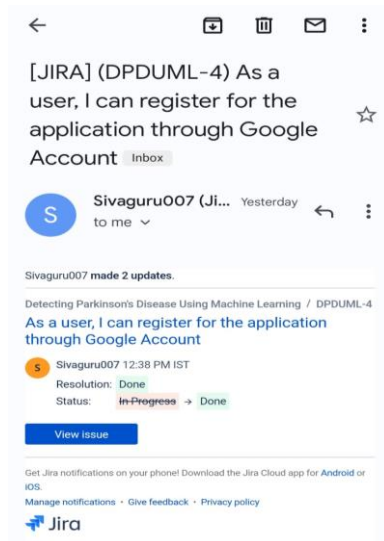 [JIRA] (DPDUML-4) As a
user, I can register for the
application through Google
Account Inbox
S
Sivaguru007 (Ji... Yesterday
to me
Sivaguru007 made 2 updates.
Detecting Parkinson's Disease Using Machine Learning / DPDUML-4
As a user, I can register for the application
through Google Account
S
Sivaguru007 12:38 PM IST
Resolution: Done
Status: In Progress → Done
View issue
Get Jira notifications on your phone! Download the Jira Cloud app for Android or
iOS.
Manage notifications • Give feedback • Privacy policy
Jira